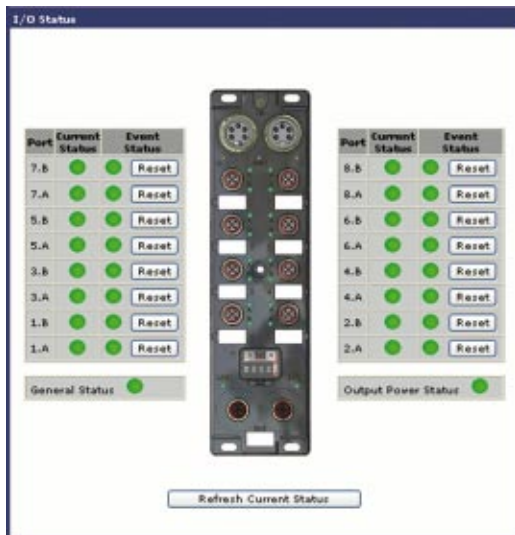 I/O Status
Port Current Status Event Status
7.B Reset
7.A Reset
5.B Reset
5.A Reset
3.B Reset
3.A Reset
1.B Reset
1.A Reset
General Status
Port Current Status Event Status
8.B Reset
8.A Reset
6.B Reset
6.A Reset
4.B Reset
4.A Reset
2.B Reset
2.A Reset
Output Power Status
Refresh Current Status